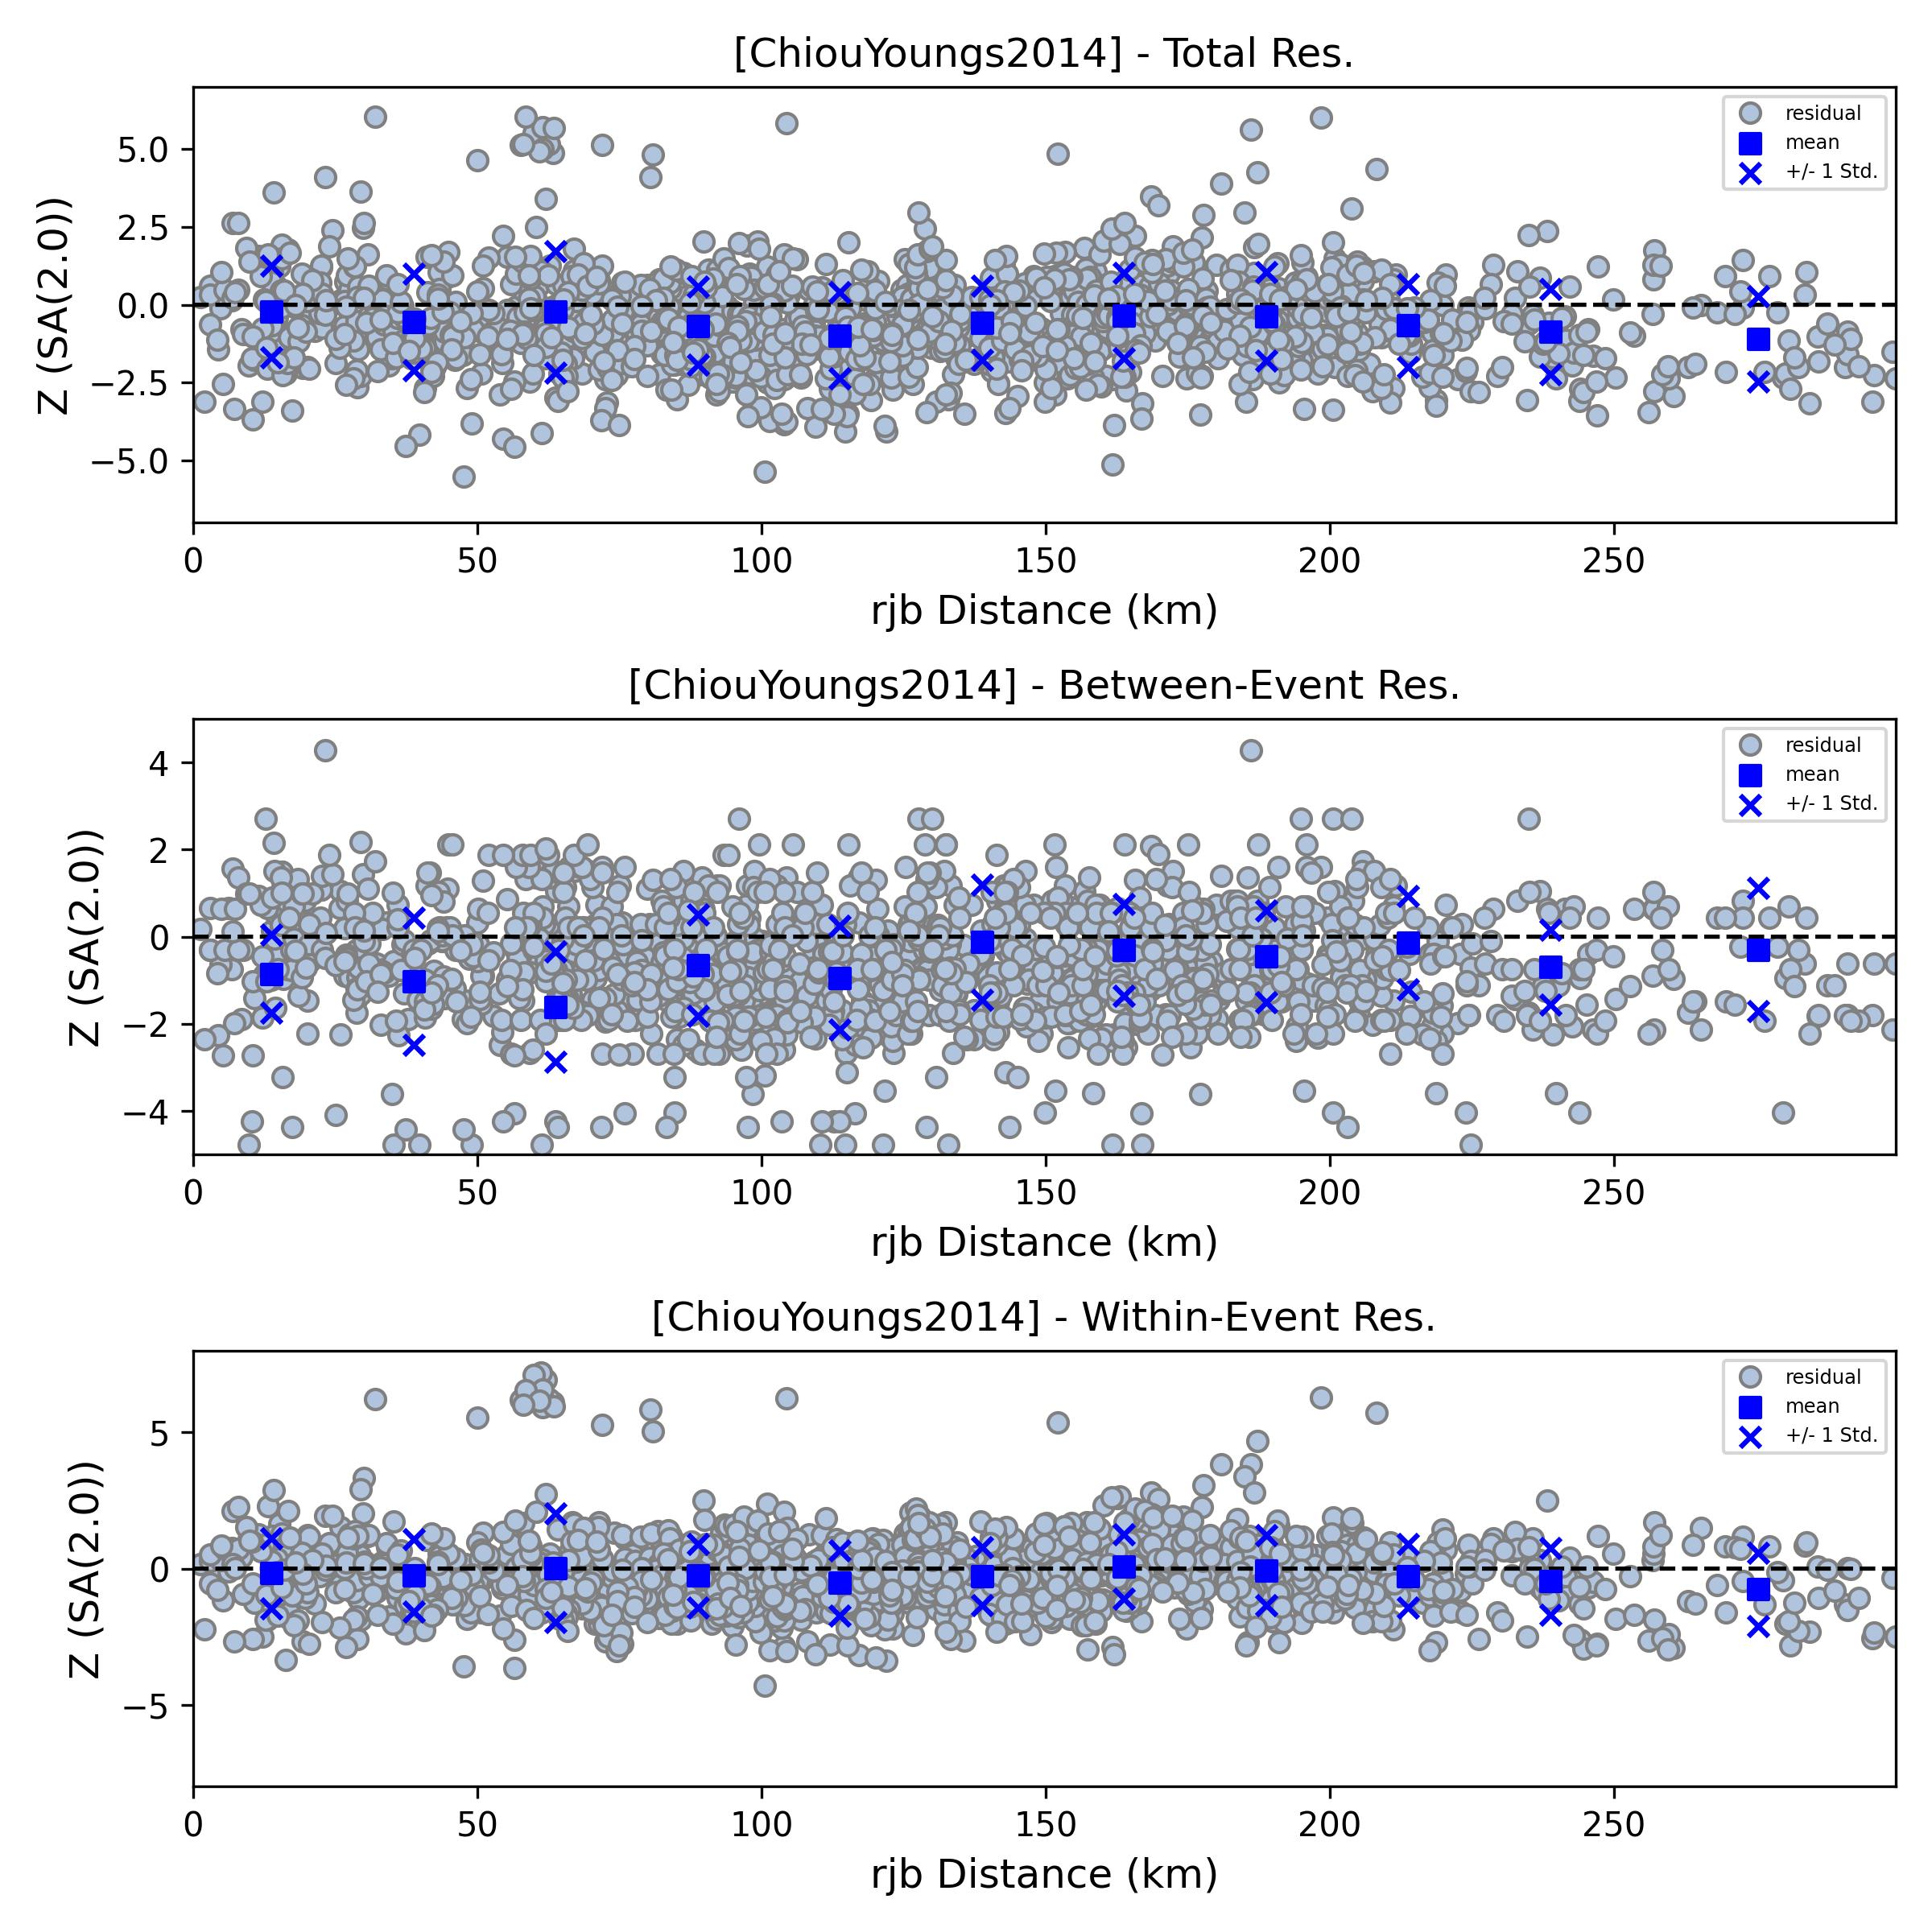 [ChiouYoungs2014] - Total Res.
residual
mean
+/- 1 Std.
Z (SA(2.0))
5.0
2.5
0.0
−2.5
−5.0
0 50 100 150 200 250
rjb Distance (km)
[ChiouYoungs2014] - Between-Event Res.
residual
mean
+/- 1 Std.
Z (SA(2.0))
4
2
0
−2
−4
0 50 100 150 200 250
rjb Distance (km)
[ChiouYoungs2014] - Within-Event Res.
residual
mean
+/- 1 Std.
Z (SA(2.0))
5
0
−5
0 50 100 150 200 250
rjb Distance (km)